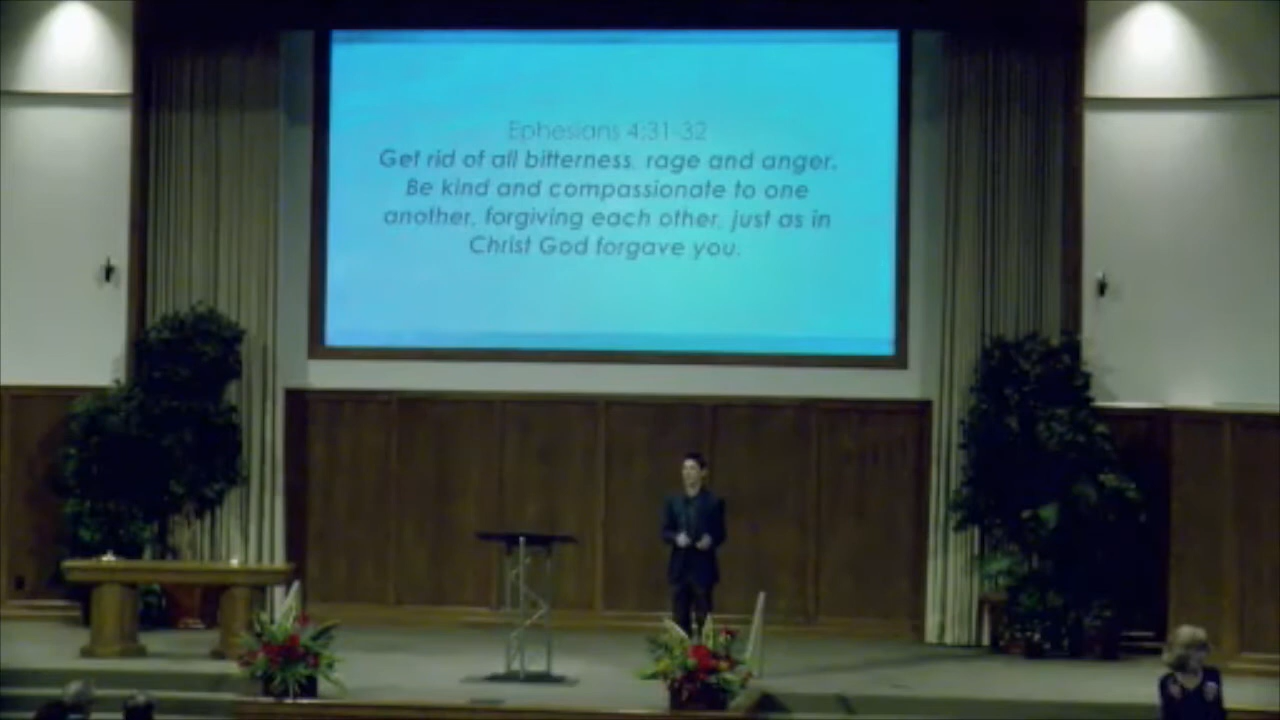 Ephesians 4:31-32
Get rid of all bitterness, rage and anger.
Be kind and compassionate to one
another, forgiving each other, just as in
Christ God forgave you.